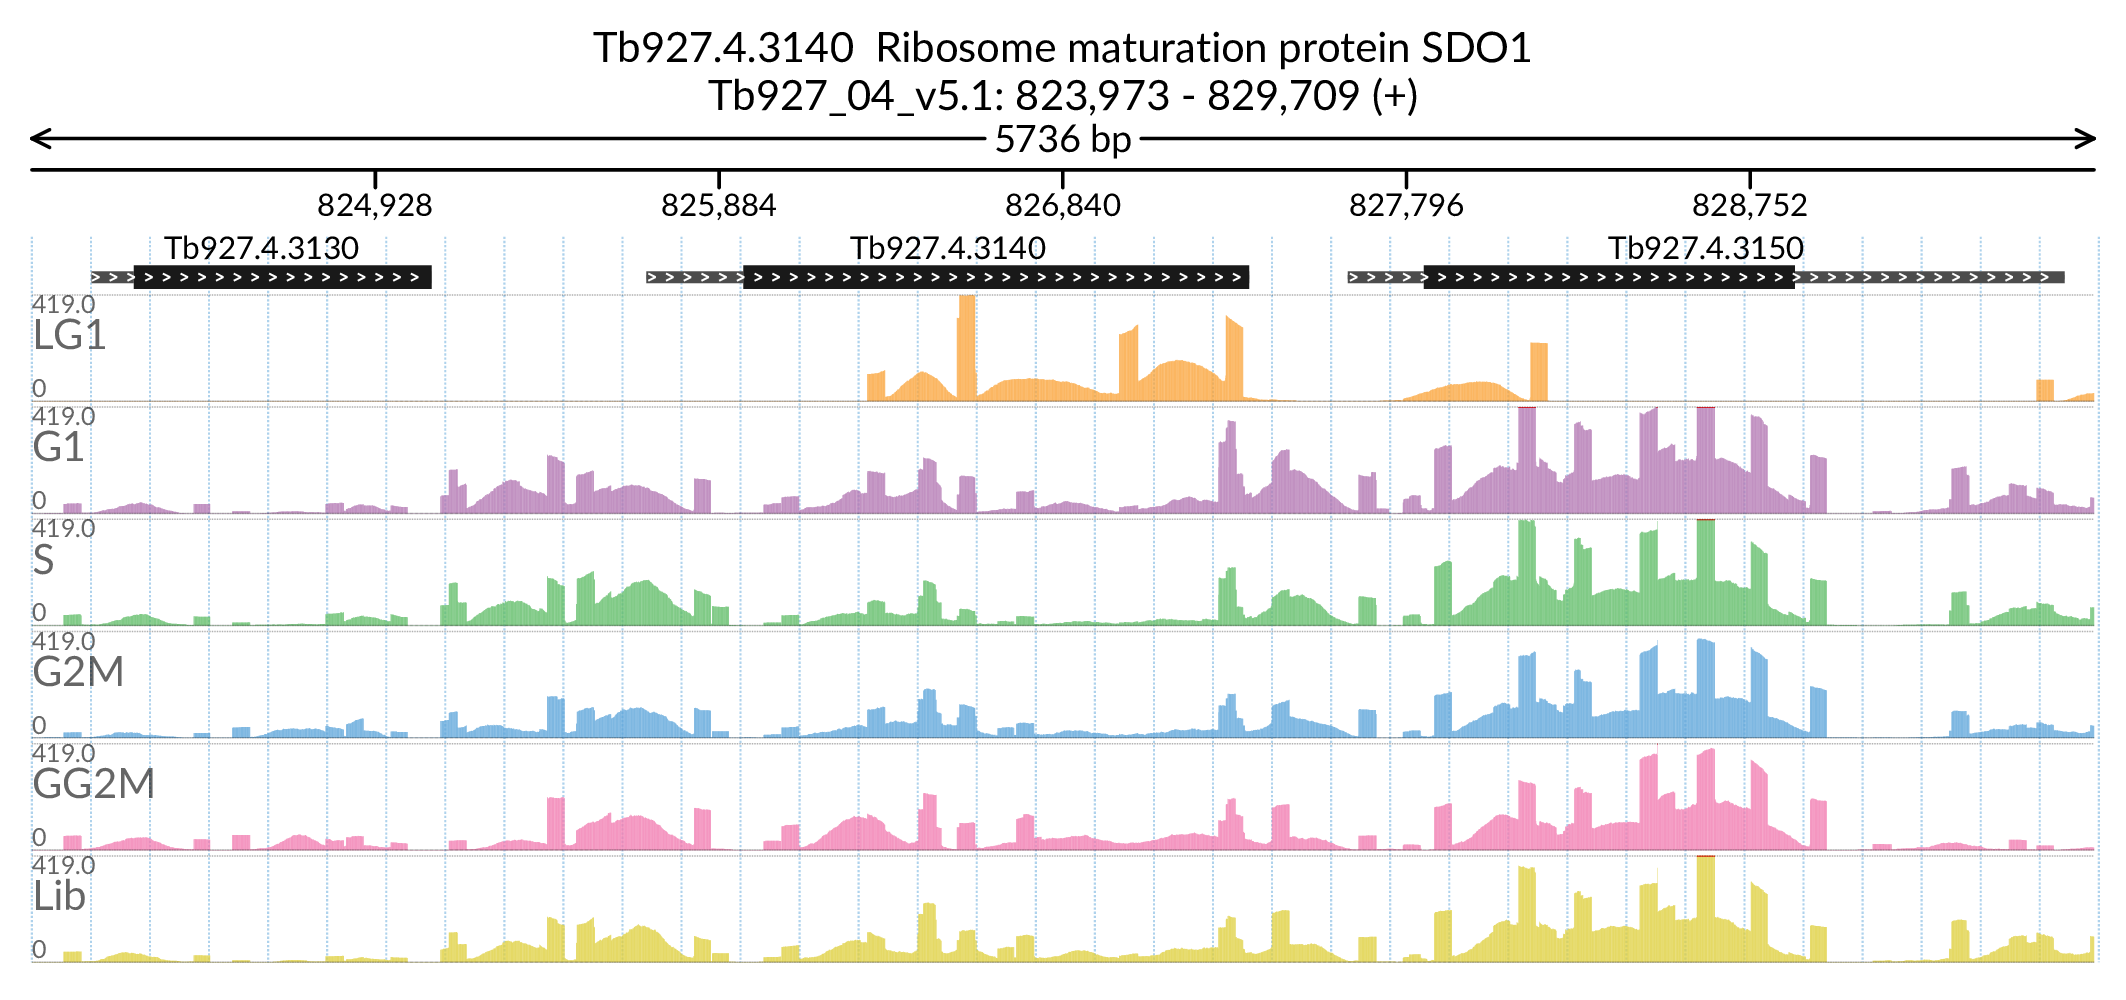 Tb927.4.3140 Ribosome maturation protein SDO1
Tb927_04_v5.1: 823,973 - 829,709 (+)
5736 bp
824,928 825,884 826,840 827,796 828,752
Tb927.4.3130 Tb927.4.3140 Tb927.4.3150
419.0
LG1
0
419.0
G1
0
419.0
S
0
419.0
G2M
0
419.0
GG2M
0
419.0
Lib
0